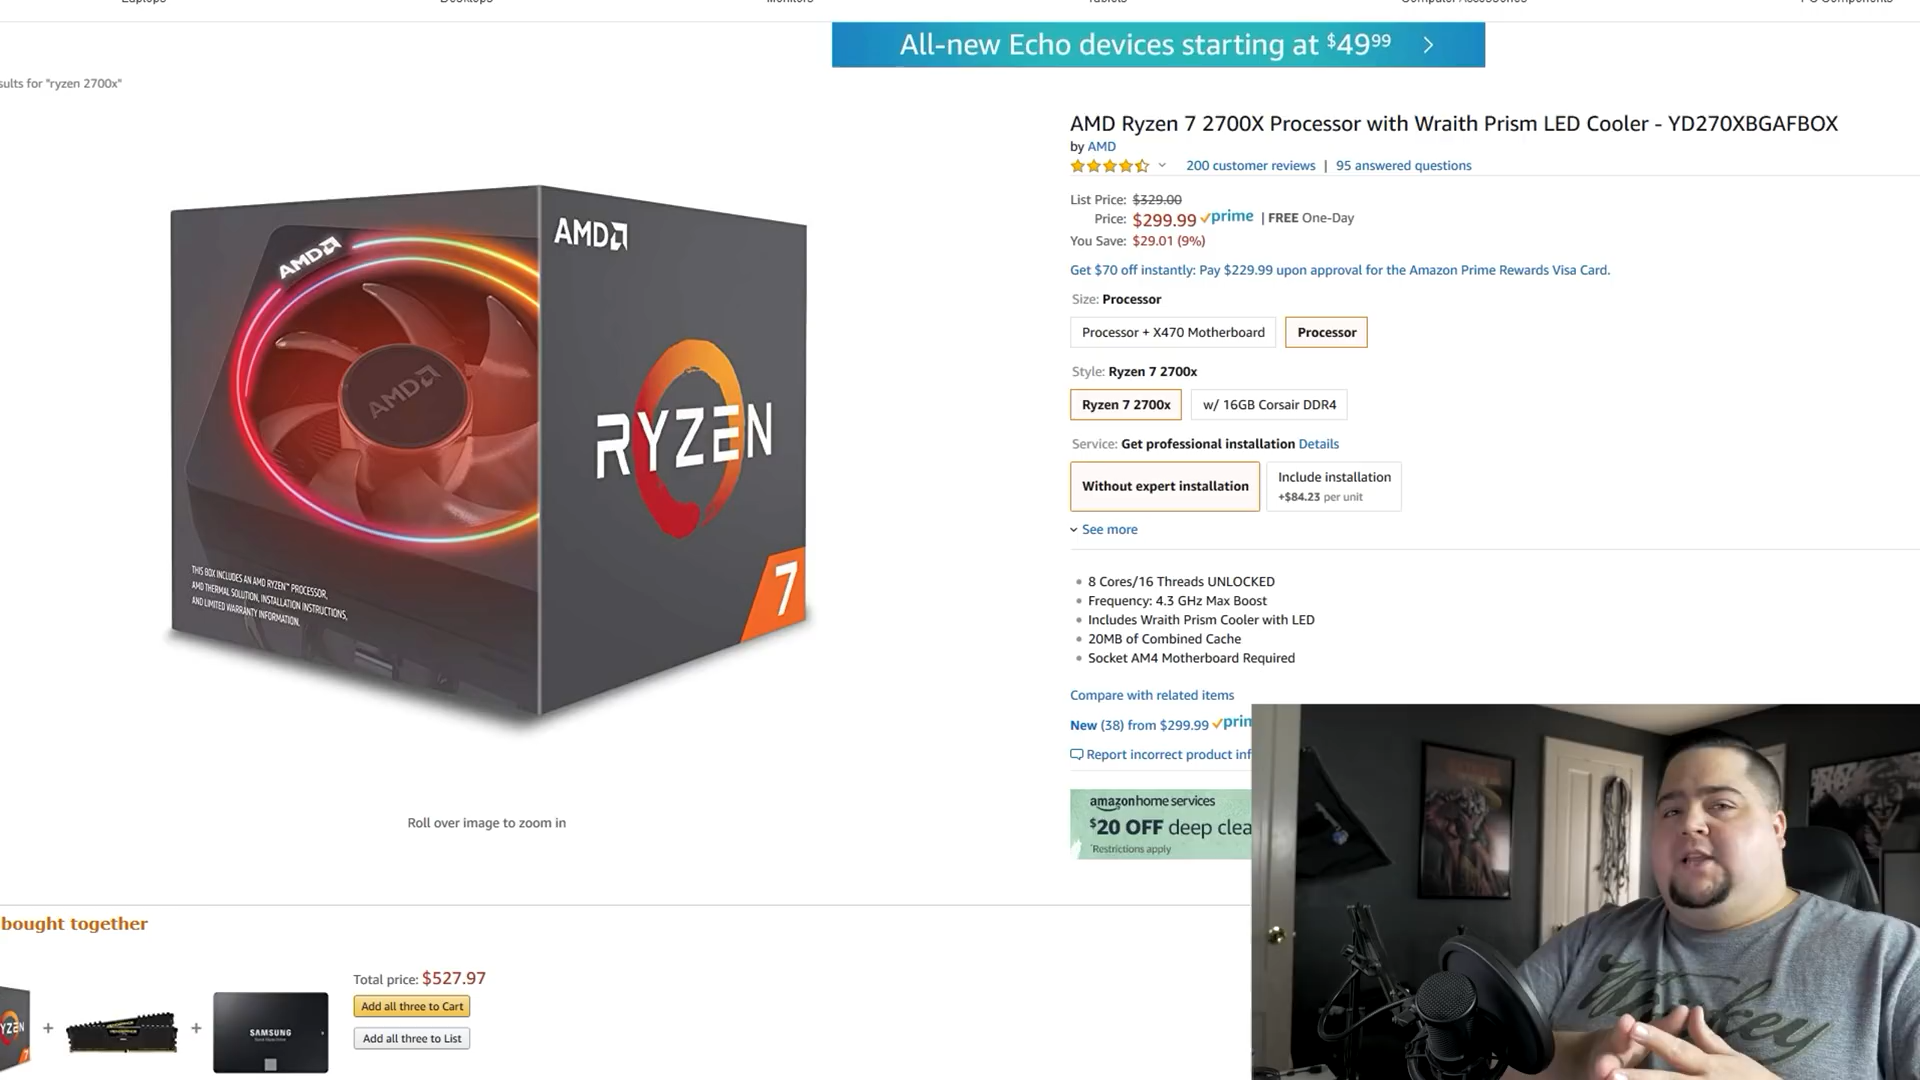 All-new Echo devices starting at $49⁹⁹
sults for "ryzen 2700x"
AMD Ryzen 7 2700X Processor with Wraith Prism LED Cooler - YD270XBGAFBOX
by AMD
200 customer reviews | 95 answered questions
List Price: $329.00
Price: $299.99 prime | FREE One-Day
You Save: $29.01 (9%)
Get $70 off instantly: Pay $229.99 upon approval for the Amazon Prime Rewards Visa Card.
Size: Processor
Processor + X470 Motherboard
Processor
Style: Ryzen 7 2700x
Ryzen 7 2700x
w/ 16GB Corsair DDR4
Service: Get professional installation Details
Without expert installation
Include installation
+$84.23 per unit
See more
8 Cores/16 Threads UNLOCKED
Frequency: 4.3 GHz Max Boost
Includes Wraith Prism Cooler with LED
20MB of Combined Cache
Socket AM4 Motherboard Required
Compare with related items
New (38) from $299.99 prin
Report incorrect product inf
amazonhome services
$20 OFF deep clea
*Restrictions apply
AMD
AMD
AMD
RYZEN
7
THIS BOX INCLUDES AN AMD RYZEN™ PROCESSOR,
AMD THERMAL SOLUTION, INSTALLATION INSTRUCTIONS,
AND LIMITED WARRANTY INFORMATION.
Roll over image to zoom in
bought together
Total price: $527.97
Add all three to Cart
Add all three to List
SAMSUNG